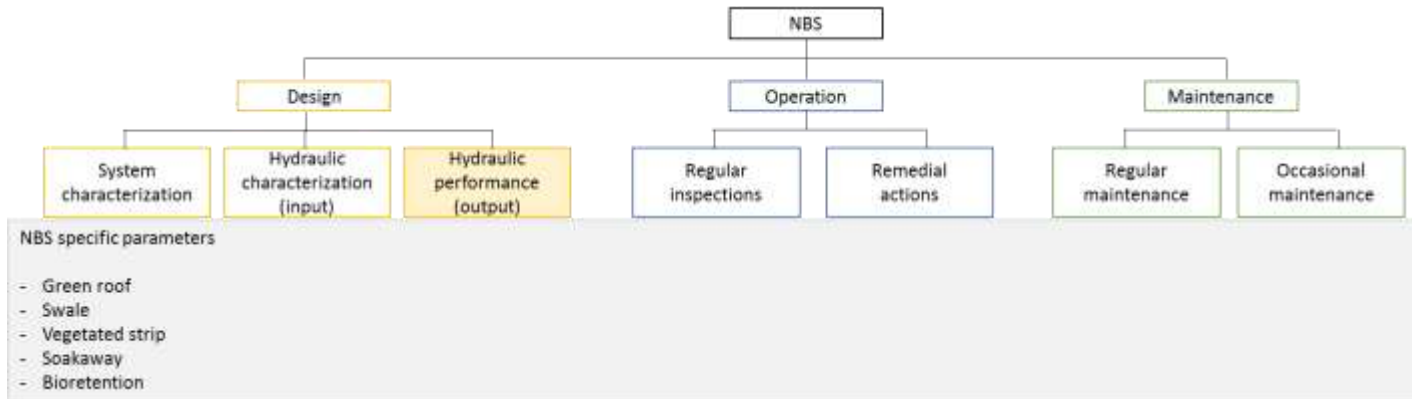 NBS
Design
Operation
Maintenance
System
characterization
Hydraulic
characterization
(input)
Hydraulic
performance
(output)
Regular
inspections
Remedial
actions
Regular
maintenance
Occasional
maintenance
NBS specific parameters
- Green roof
- Swale
- Vegetated strip
- Soakaway
- Bioretention